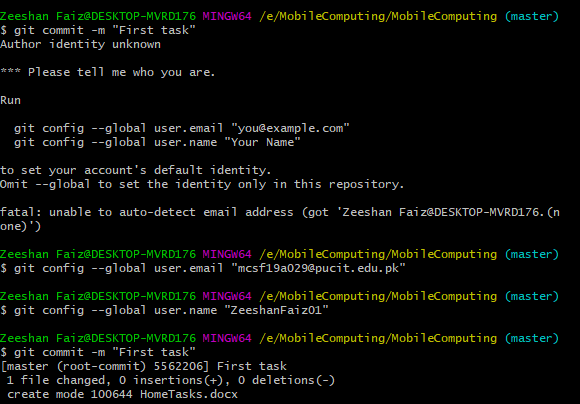 Zeeshan Faiz@DESKTOP-MVRD176 MINGW64 /e/MobileComputing/MobileComputing (master)
$ git commit -m "First task"
Author identity unknown

*** Please tell me who you are.

Run

  git config --global user.email "you@example.com"
  git config --global user.name "Your Name"

to set your account's default identity.
Omit --global to set the identity only in this repository.

fatal: unable to auto-detect email address (got 'Zeeshan Faiz@DESKTOP-MVRD176.(n
one)')

Zeeshan Faiz@DESKTOP-MVRD176 MINGW64 /e/MobileComputing/MobileComputing (master)
$ git config --global user.email "mcsf19a029@pucit.edu.pk"

Zeeshan Faiz@DESKTOP-MVRD176 MINGW64 /e/MobileComputing/MobileComputing (master)
$ git config --global user.name "ZeeshanFaiz01"

Zeeshan Faiz@DESKTOP-MVRD176 MINGW64 /e/MobileComputing/MobileComputing (master)
$ git commit -m "First task"
[master (root-commit) 5562206] First task
 1 file changed, 0 insertions(+), 0 deletions(-)
 create mode 100644 HomeTasks.docx